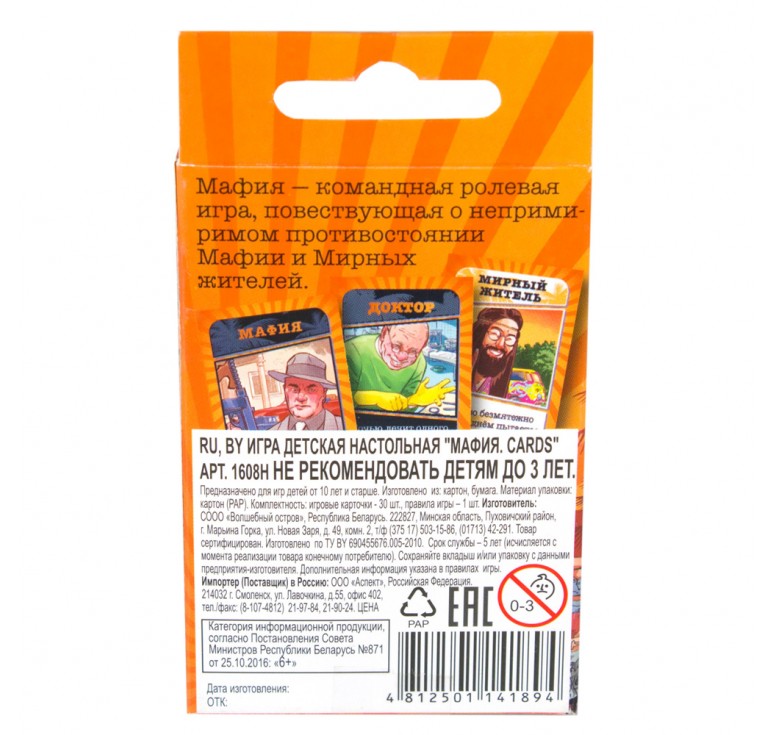 Мафия — командная ролевая
игра, повествующая о неприми-
римом противостоянии
Мафии и Мирных
жителей.
МАФИЯ
ДОКТОР
МИРНЫЙ
ЖИТЕЛЬ
безмятежно
лечит одного
RU, BY ИГРА ДЕТСКАЯ НАСТОЛЬНАЯ "МАФИЯ. CARDS"
АРТ. 1608Н НЕ РЕКОМЕНДОВАТЬ ДЕТЯМ ДО 3 ЛЕТ.
Предназначено для игр детей от 10 лет и старше. Изготовлено из: картон, бумага. Материал упаковки:
картон (PAP). Комплектность: игровые карточки - 30 шт., правила игры – 1 шт. Изготовитель:
СООО «Волшебный остров», Республика Беларусь. 222827, Минская область, Пуховичский район,
г. Марьина Горка, ул. Новая Заря, д. 49, комн. 2, т/ф (375 17) 503-15-86, (01713) 42-291. Товар
сертифицирован. Изготовлено по ТУ BY 690455676.005-2010. Срок службы – 5 лет (исчисляется с
момента реализации товара конечному потребителю). Сохраняйте вкладыш и/или упаковку с данными
предприятия-изготовителя. Дополнительная информация указана в правилах игры.
Импортер (Поставщик) в Россию: ООО «Аспект», Российская Федерация.
214032 г. Смоленск, ул. Лавочкина, д.55, офис 402,
тел./факс: (8-107-4812) 21-97-84, 21-90-24. ЦЕНА
PAP
EAC
0-3
Категория информационной продукции,
согласно Постановления Совета
Министров Республики Беларусь №871
от 25.10.2016: «6+»
Дата изготовления:
ОТК:
4 812501 141894